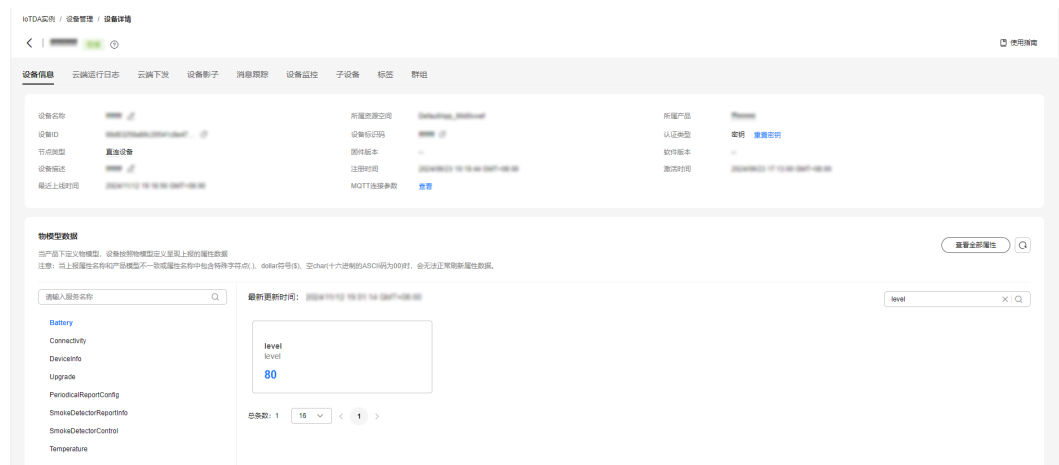 IoTDA实例 / 设备管理 / 设备详情
使用指南
设备信息 云端运行日志 云端下发 设备影子 消息跟踪 设备监控 子设备 标签 群组
设备名称 所属资源空间 所属产品
设备ID 设备标识码 认证类型 密钥 重置密钥
节点类型 直连设备 固件版本 -- 软件版本 --
设备描述 注册时间 激活时间
最近上线时间 MQTT连接参数 查看
物模型数据
查看全部属性
当产品下定义物模型，设备按照物模型定义呈现上报的属性数据
注意：当上报属性名称和产品模型不一致或属性名称中包含特殊字符点(.)、dollar符号($)、空char(十六进制的ASCII码为00)时，会无法正常刷新属性数据。
请输入服务名称 最新更新时间： level
Battery
Connectivity
DeviceInfo
Upgrade
PeriodicalReportConfig
SmokeDetectorReportInfo
SmokeDetectorControl
Temperature
level
level
80
总条数：1 16 < 1 >